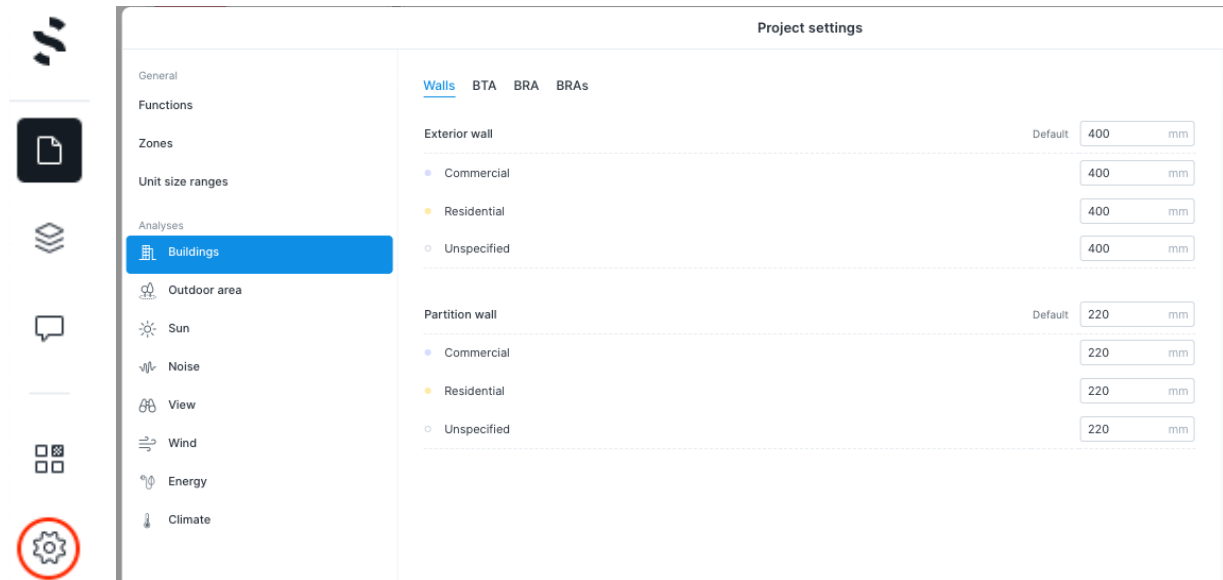 Project settings
General
Functions
Zones
Unit size ranges
Analyses
Buildings
Outdoor area
Sun
Noise
View
Wind
Energy
Climate
Walls BTA BRA BRAs
Exterior wall Default 400 mm
Commercial 400 mm
Residential 400 mm
Unspecified 400 mm
Partition wall Default 220 mm
Commercial 220 mm
Residential 220 mm
Unspecified 220 mm